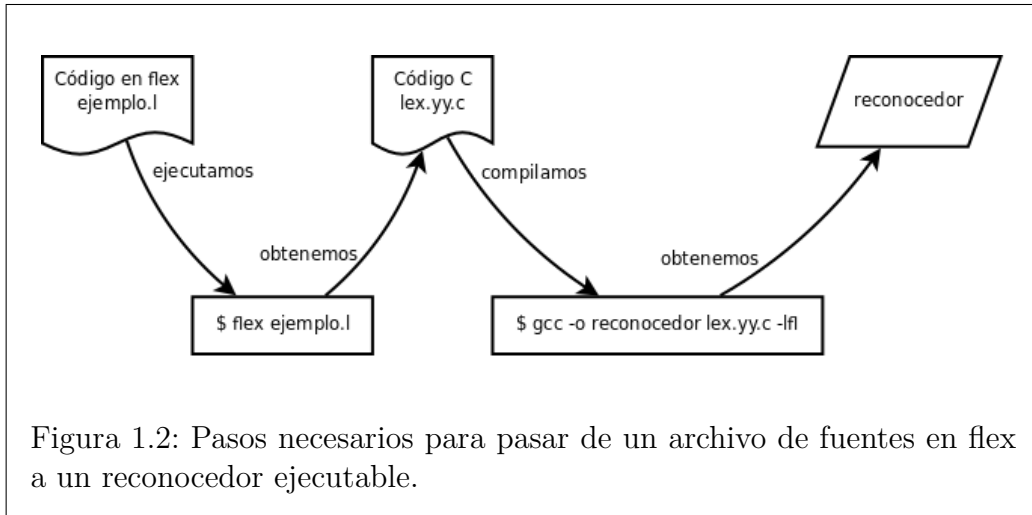 Código en flex
ejemplo.l
Código C
lex.yy.c
reconocedor
ejecutamos
compilamos
obtenemos
obtenemos
$ flex ejemplo.l
$ gcc -o reconocedor lex.yy.c -lfl
Figura 1.2: Pasos necesarios para pasar de un archivo de fuentes en flex
a un reconocedor ejecutable.